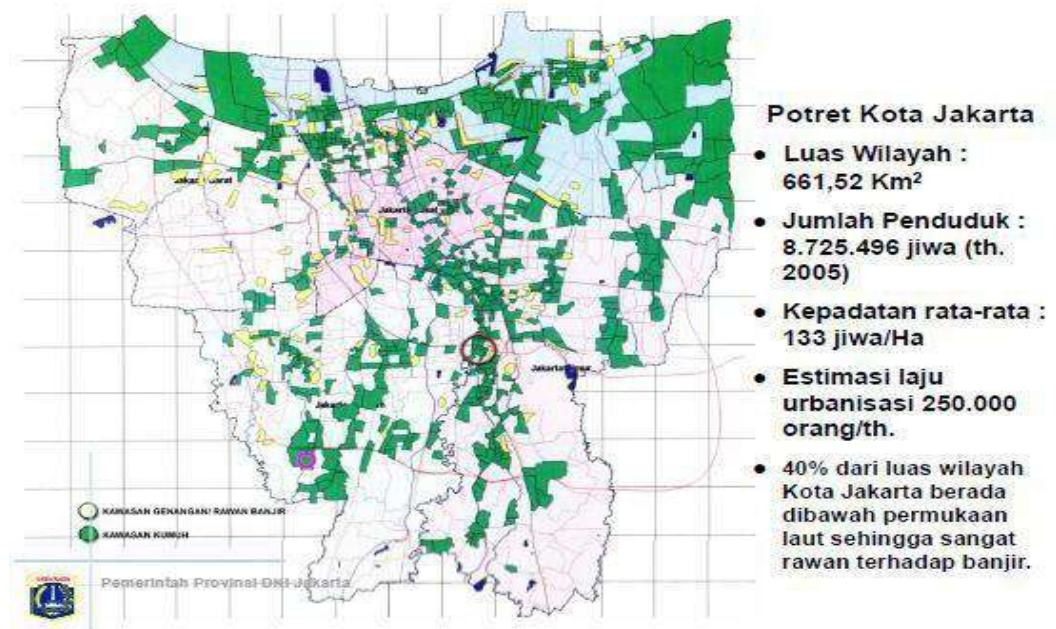 Potret Kota Jakarta
● Luas Wilayah :
661,52 Km²
● Jumlah Penduduk :
8.725.496 jiwa (th.
2005)
● Kepadatan rata-rata :
133 jiwa/Ha
● Estimasi laju
urbanisasi 250.000
orang/th.
● 40% dari luas wilayah
Kota Jakarta berada
dibawah permukaan
laut sehingga sangat
rawan terhadap banjir.
Jakarta
Jakarta
KAWASAN GENANGAN/ RAWAN BANJIR
KAWASAN KUMUH
Pemerintah Provinsi DKI Jakarta